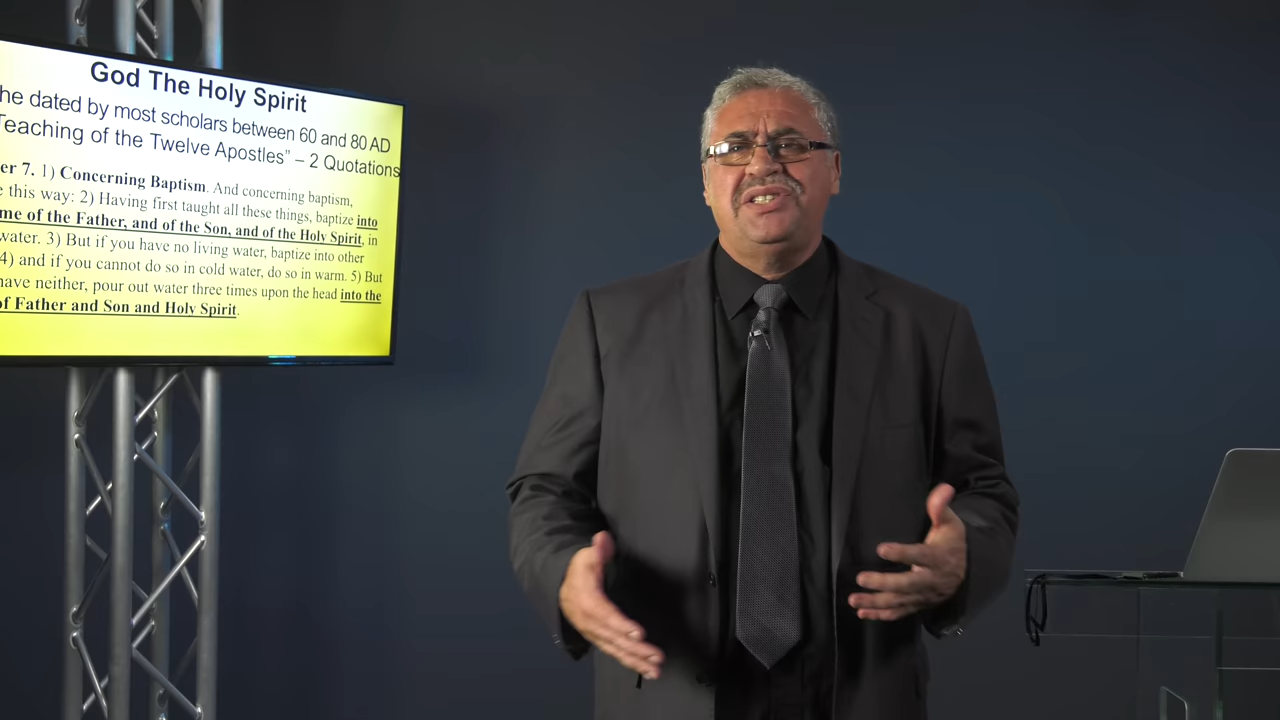 God The Holy Spirit
he dated by most scholars between 60 and 80 AD
Teaching of the Twelve Apostles” – 2 Quotations
er 7. 1) Concerning Baptism. And concerning baptism,
e this way: 2) Having first taught all these things, baptize into
me of the Father, and of the Son, and of the Holy Spirit, in
water. 3) But if you have no living water, baptize into other
4) and if you cannot do so in cold water, do so in warm. 5) But
have neither, pour out water three times upon the head into the
of Father and Son and Holy Spirit.